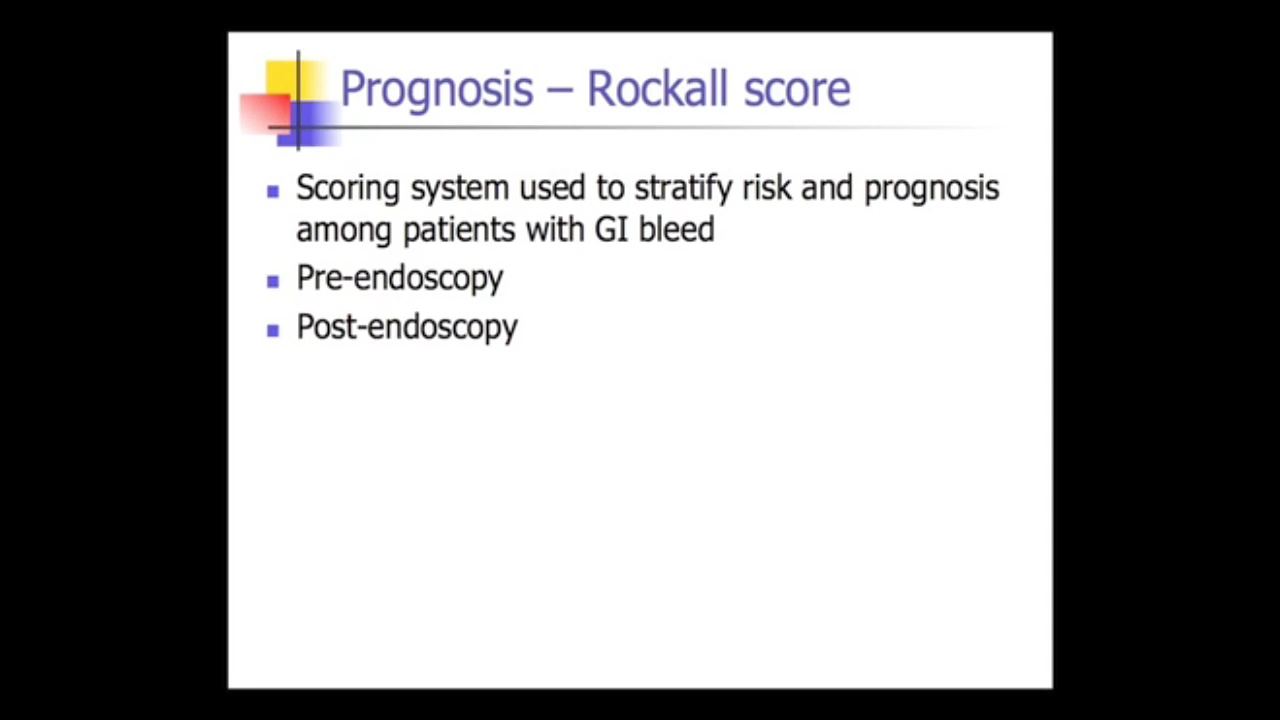 Prognosis – Rockall score
Scoring system used to stratify risk and prognosis
among patients with GI bleed
Pre-endoscopy
Post-endoscopy